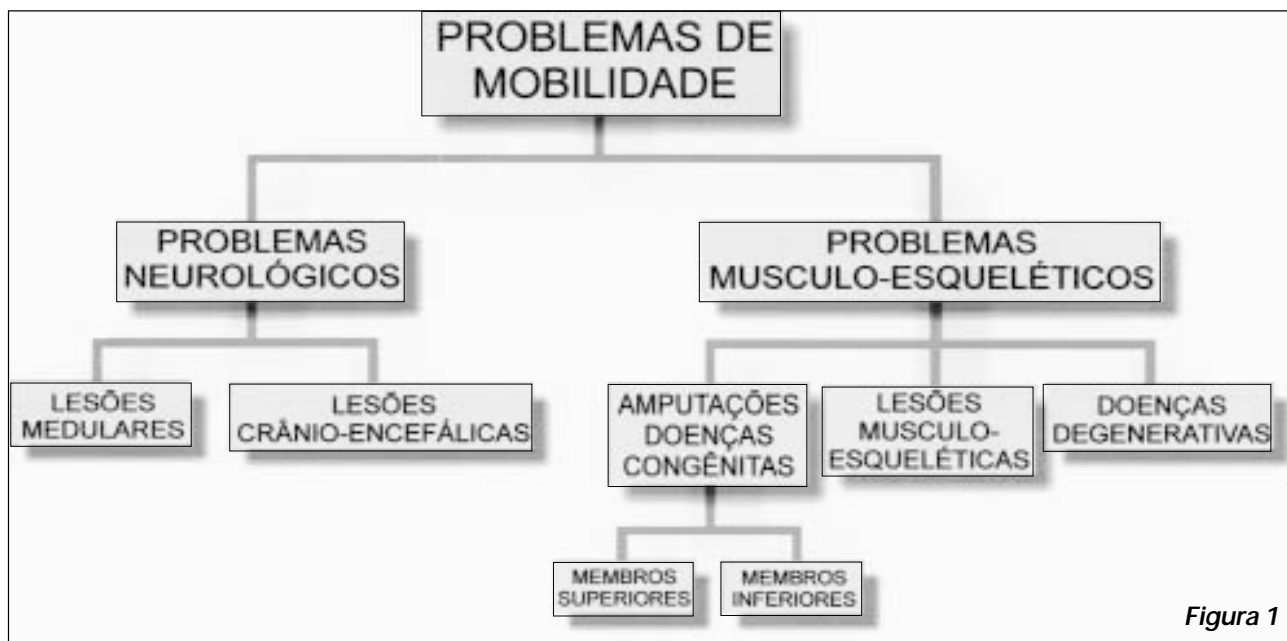 PROBLEMAS DE
MOBILIDADE
PROBLEMAS
NEUROLÓGICOS
PROBLEMAS
MUSCULO-ESQUELÉTICOS
LESÕES
MEDULARES
LESÕES
CRÂNIO-ENCEFÁLICAS
AMPUTAÇÕES
DOENÇAS
CONGÊNITAS
LESÕES
MUSCULO-
ESQUELÉTICAS
DOENÇAS
DEGENERATIVAS
MEMBROS
SUPERIORES
MEMBROS
INFERIORES
Figura 1